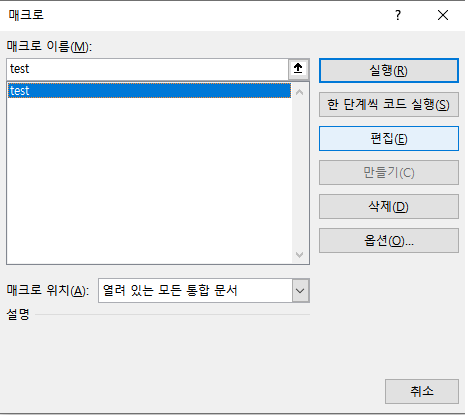 매크로
매크로 이름(M):
test
test
실행(R)
한 단계씩 코드 실행(S)
편집(E)
만들기(C)
삭제(D)
옵션(O)...
매크로 위치(A): 열려 있는 모든 통합 문서
설명
취소